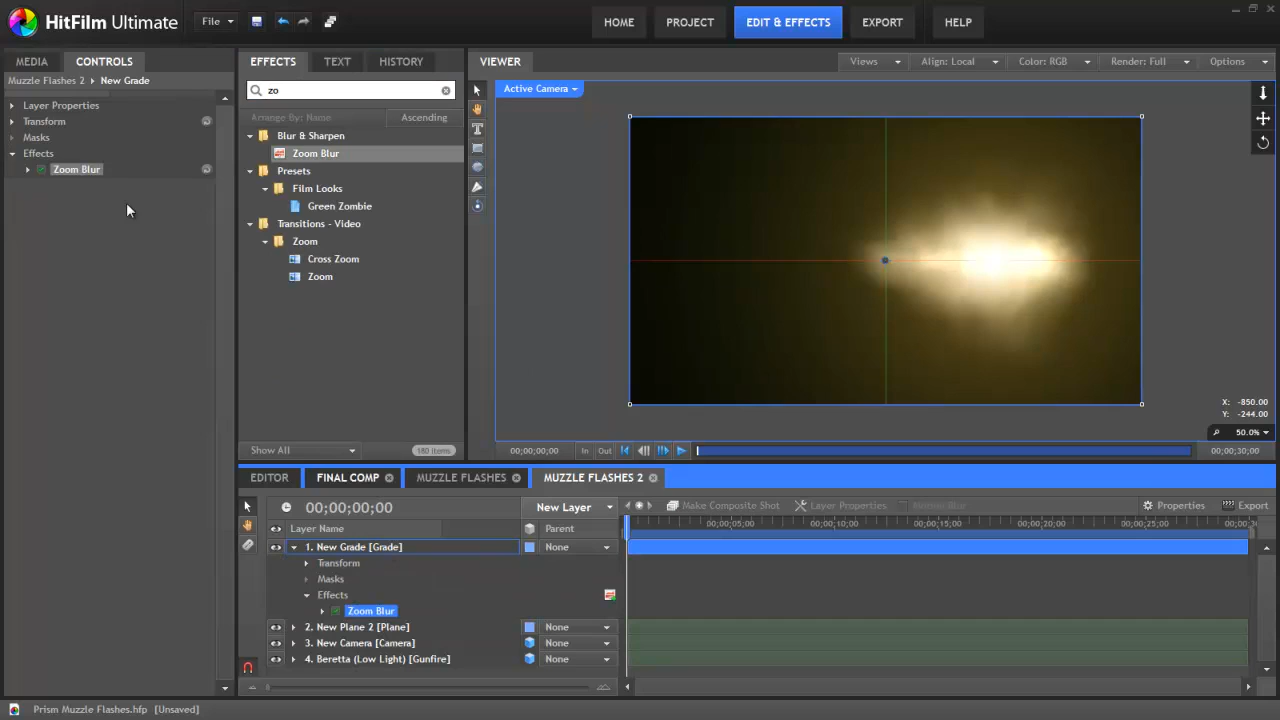 HitFilm Ultimate
File
HOME
PROJECT
EDIT & EFFECTS
EXPORT
HELP
MEDIA
CONTROLS
Muzzle Flashes 2
New Grade
Layer Properties
Transform
Masks
Effects
Zoom Blur
EFFECTS
TEXT
HISTORY
zo
Arrange By: Name
Ascending
Blur & Sharpen
Zoom Blur
Presets
Film Looks
Green Zombie
Transitions - Video
Zoom
Cross Zoom
Zoom
Show All
180 Items
VIEWER
Views
Align: Local
Color: RGB
Render: Full
Options
Active Camera
X: -850.00
Y: -244.00
50.0%
00;00;00;00
In
Out
00;00;30;00
EDITOR
FINAL COMP
MUZZLE FLASHES
MUZZLE FLASHES 2
00;00;00;00
New Layer
Make Composite Shot
Layer Properties
Motion Blur
Properties
Export
Layer Name
Parent
00;00;05;00
00;00;10;00
00;00;15;00
00;00;20;00
00;00;25;00
1. New Grade [Grade]
None
Transform
Masks
Effects
Zoom Blur
2. New Plane 2 [Plane]
None
3. New Camera [Camera]
None
4. Beretta (Low Light) [Gunfire]
None
Prism Muzzle Flashes.hfp
[Unsaved]